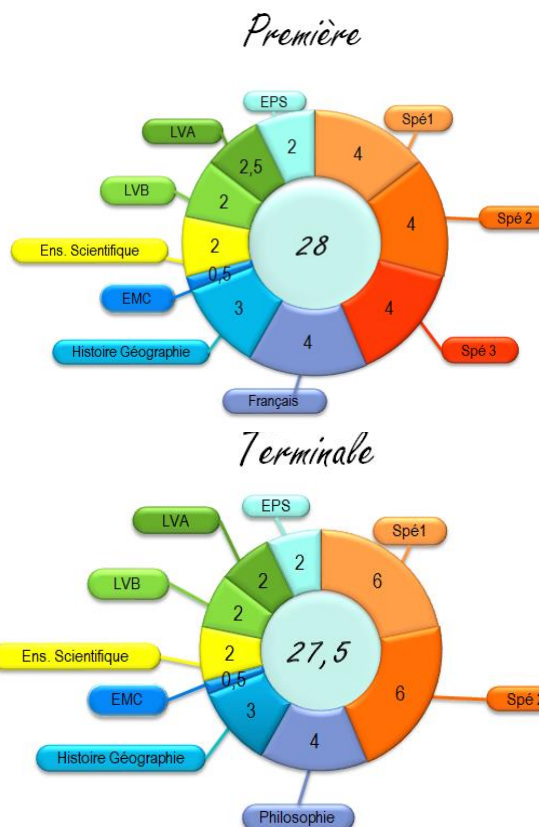 Première
EPS
Spé1
LVA
2
4
2,5
LVB
2
Spé 2
4
Ens. Scientifique
2
28
0,5
EMC
3
4
4
Histoire Géographie
Spé 3
Français
Terminale
EPS
LVA
Spé1
2
6
2
LVB
2
Ens. Scientifique
2
27,5
0,5
EMC
6
Spé 2
3
4
Histoire Géographie
Philosophie